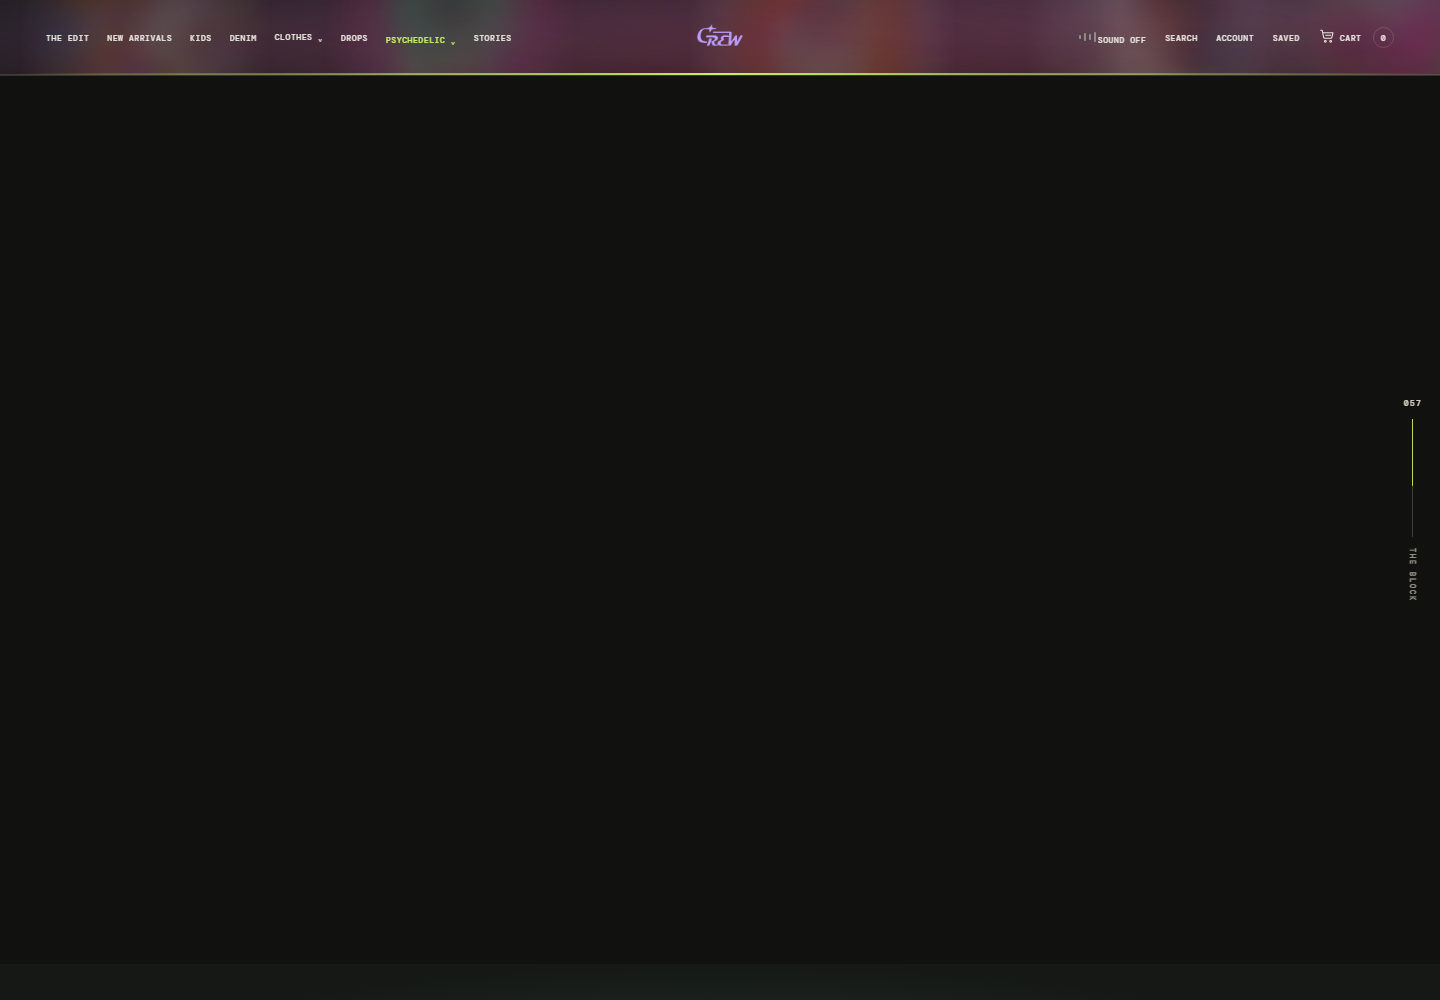 THE EDIT NEW ARRIVALS KIDS DENIM CLOTHES DROPS PSYCHEDELIC STORIES
CREW
SOUND OFF SEARCH ACCOUNT SAVED CART 0
057
THE BLOCK